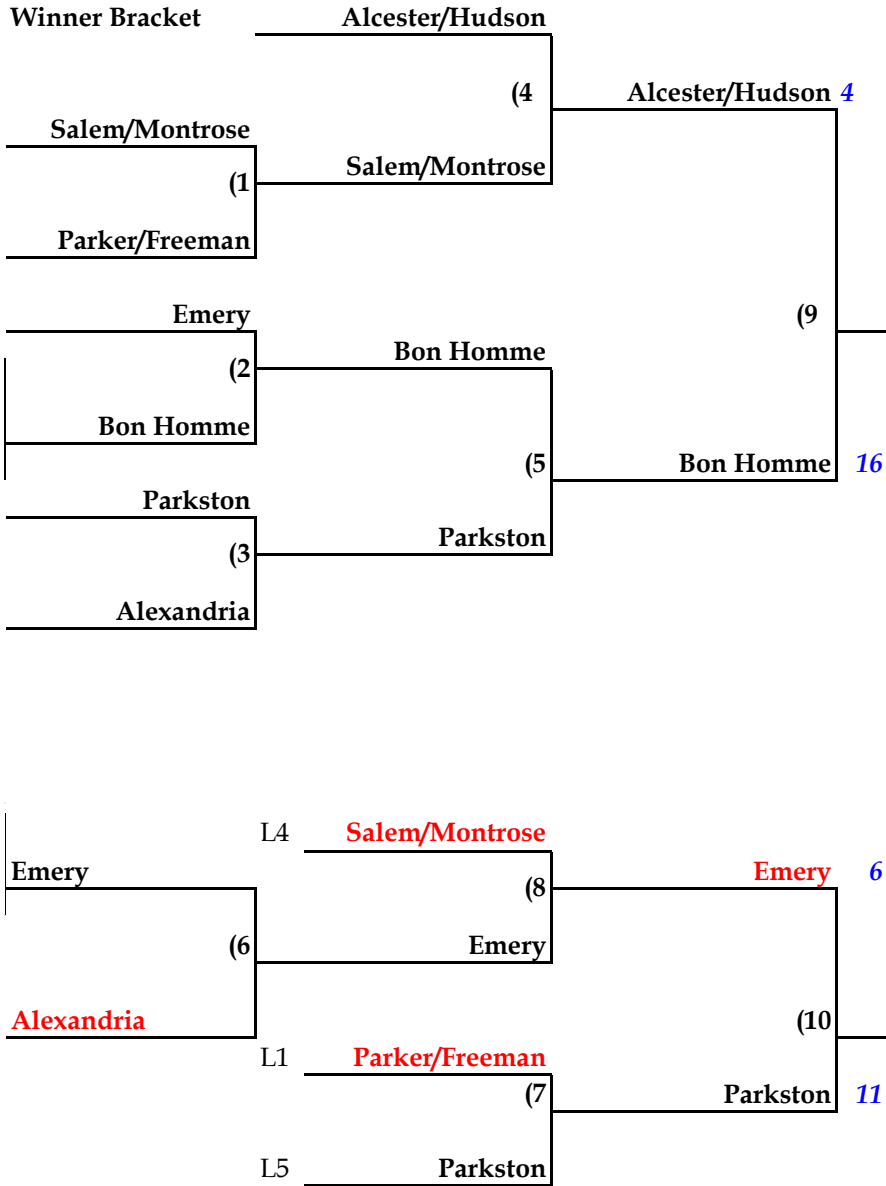 Winner Bracket Alcester/Hudson
(4 Alcester/Hudson 4
Salem/Montrose
(1 Salem/Montrose
Parker/Freeman
Emery (9
(2 Bon Homme
Bon Homme
(5 Bon Homme 16
Parkston
(3 Parkston
Alexandria
L4 Salem/Montrose
Emery (8 Emery 6
(6 Emery
Alexandria (10
L1 Parker/Freeman
(7 Parkston 11
L5 Parkston